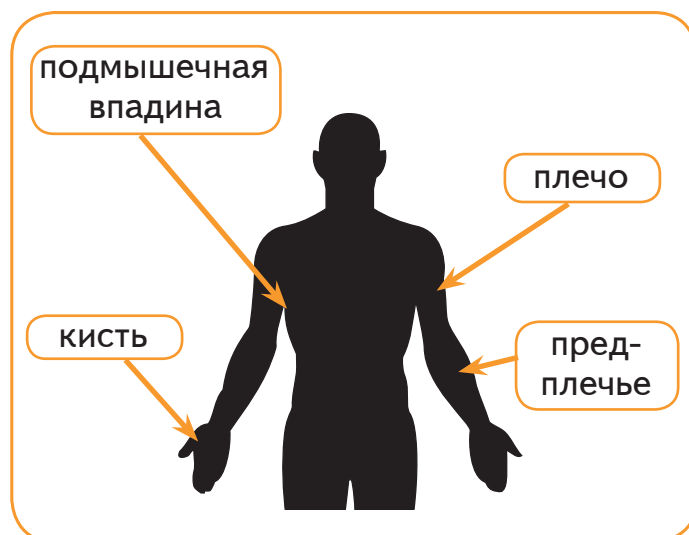 подмышечная
впадина
плечо
кисть
пред-
плечье